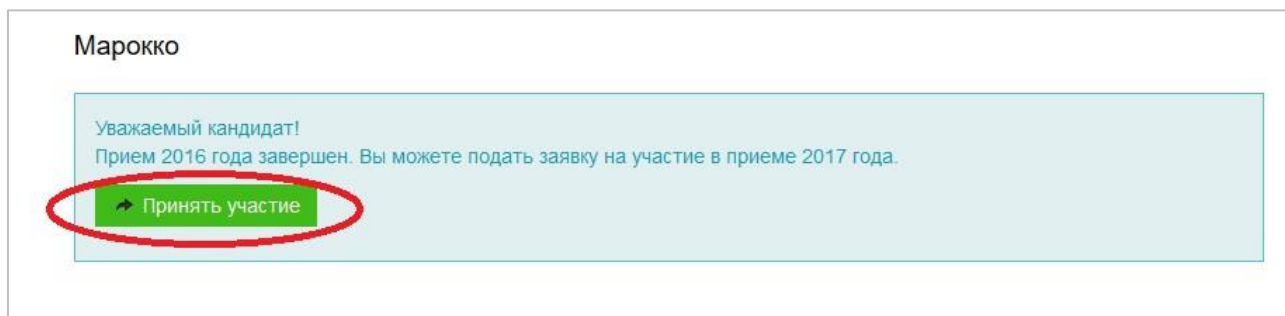 Марокко
Уважаемый кандидат!
Прием 2016 года завершен. Вы можете подать заявку на участие в приеме 2017 года.
Принять участие